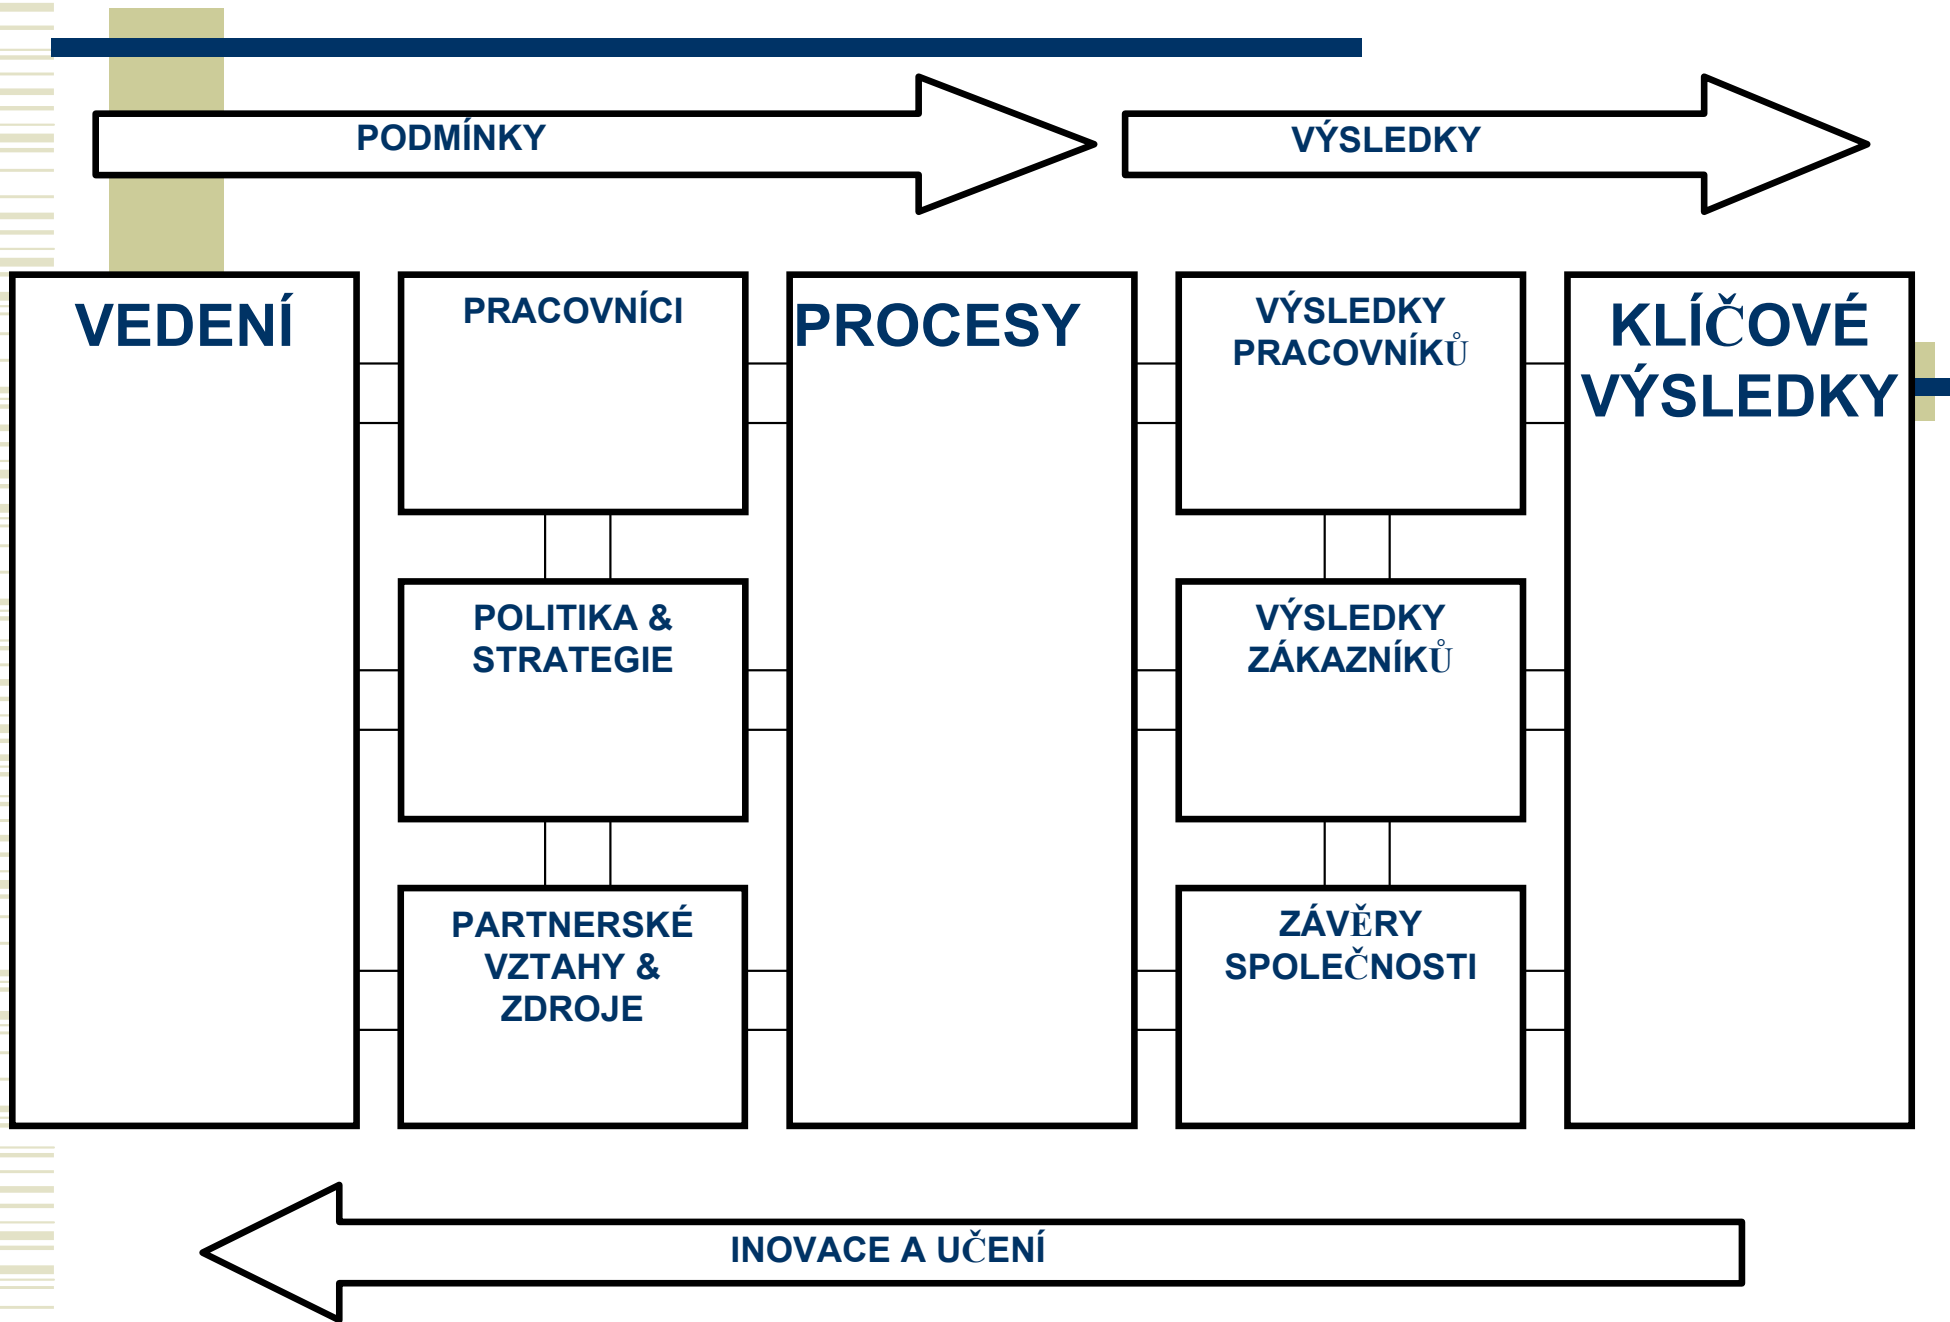 PODMÍNKY
VÝSLEDKY
VEDENÍ
PRACOVNÍCI
PROCESY
VÝSLEDKY
PRACOVNÍKŮ
KLÍČOVÉ
VÝSLEDKY
POLITIKA &
STRATEGIE
VÝSLEDKY
ZÁKAZNÍKŮ
PARTNERSKÉ
VZTAHY &
ZDROJE
ZÁVĚRY
SPOLEČNOSTI
INOVACE A UČENÍ